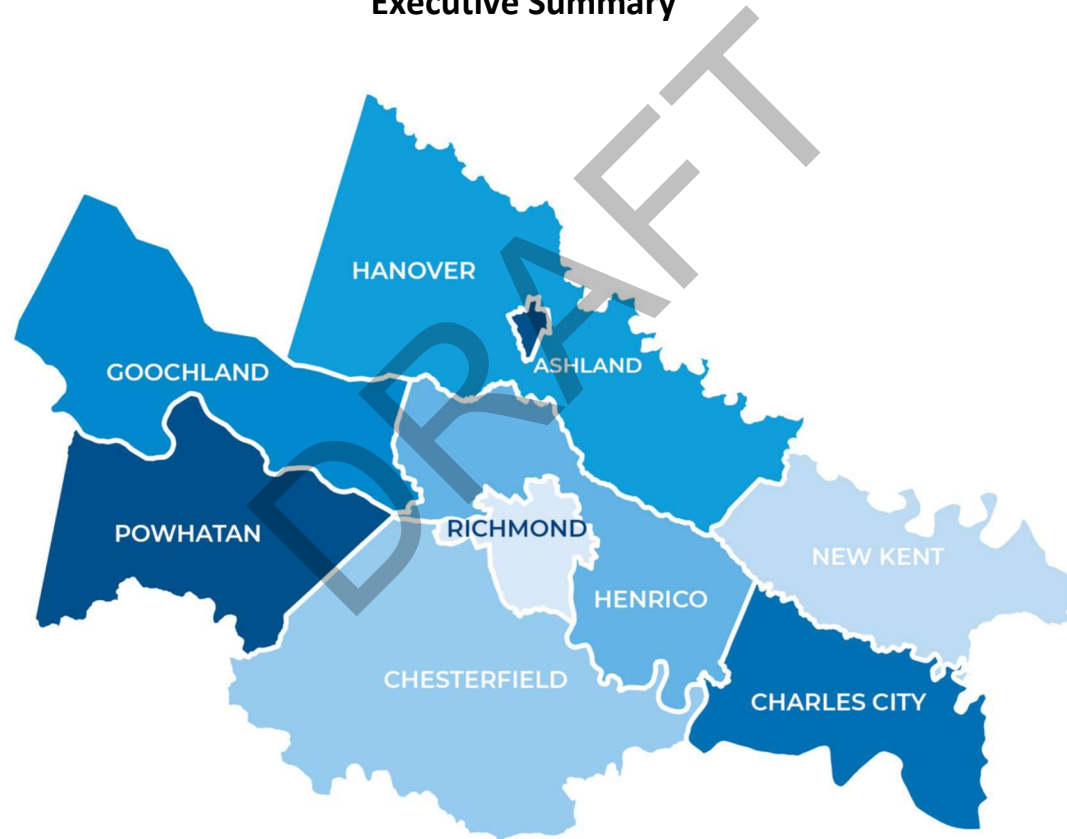 Executive Summary
HANOVER
ASHLAND
GOOCHLAND
POWHATAN
RICHMOND
NEW KENT
HENRICO
CHESTERFIELD
CHARLES CITY
DRAFT